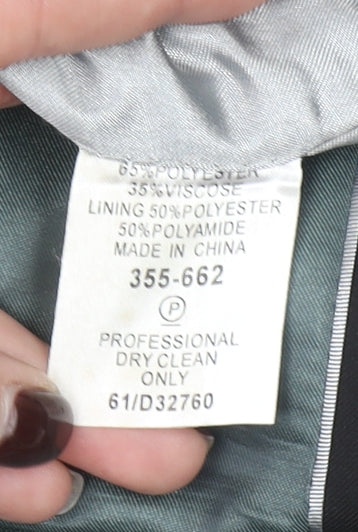 65%POLYESTER
35%VISCOSE
LINING 50%POLYESTER
50%POLYAMIDE
MADE IN CHINA
355-662
P
PROFESSIONAL
DRY CLEAN
ONLY
61/D32760